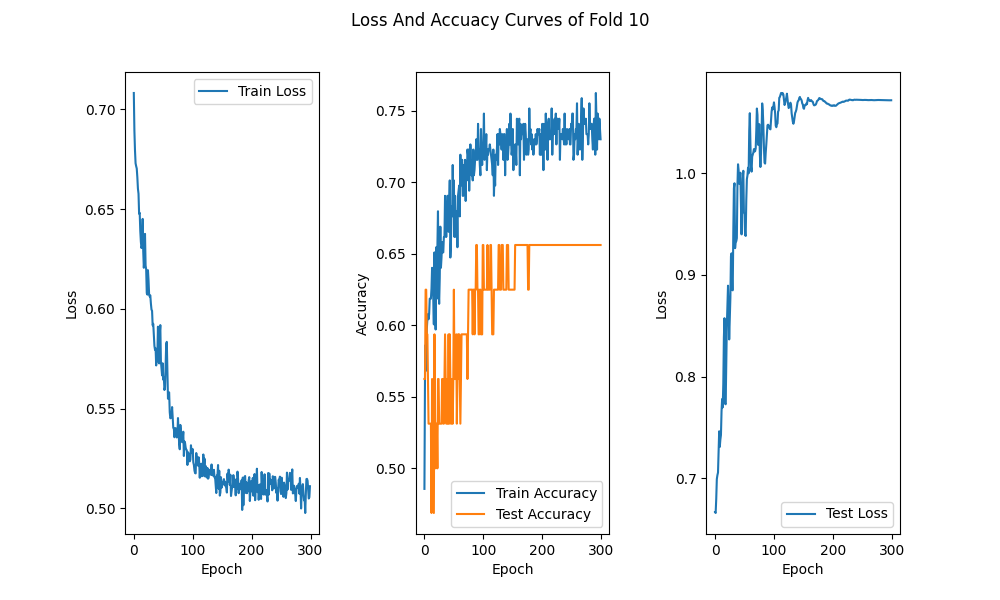 Loss And Accuacy Curves of Fold 10
Loss
0.70
0.65
0.60
0.55
0.50
0 100 200 300
Epoch
Train Loss
Accuracy
0.75
0.70
0.65
0.60
0.55
0.50
0 100 200 300
Epoch
Train Accuracy
Test Accuracy
Loss
1.0
0.9
0.8
0.7
0 100 200 300
Epoch
Test Loss